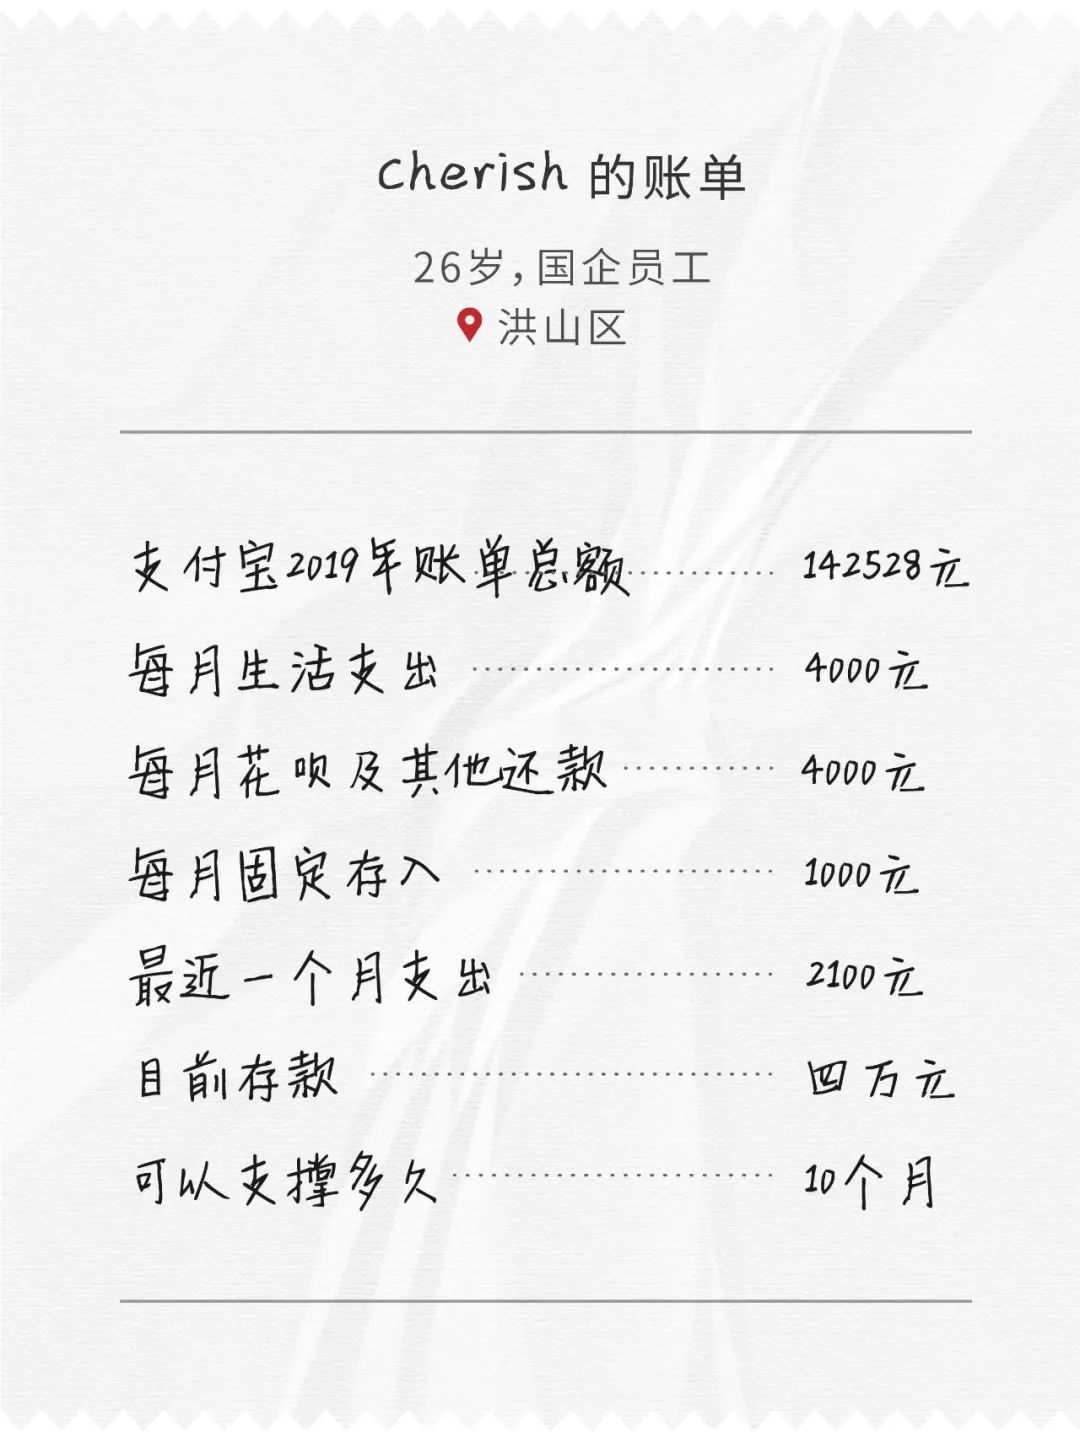 Cherish 的账单
26岁，国企员工
洪山区
支付宝2019年账单总额 142528元
每月生活支出 4000元
每月花呗及其他还款 4000元
每月固定存入 1000元
最近一个月支出 2100元
目前存款 四万元
可以支撑多久 10个月